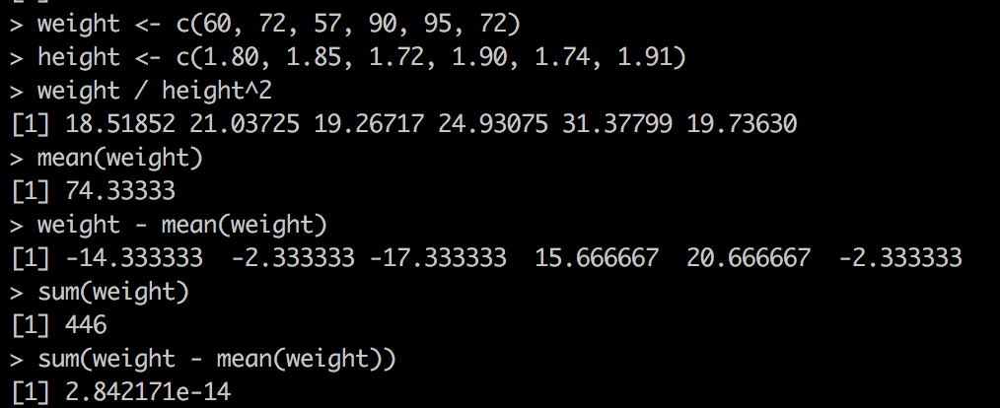 > weight <- c(60, 72, 57, 90, 95, 72)
> height <- c(1.80, 1.85, 1.72, 1.90, 1.74, 1.91)
> weight / height^2
[1] 18.51852 21.03725 19.26717 24.93075 31.37799 19.73630
> mean(weight)
[1] 74.33333
> weight - mean(weight)
[1] -14.333333  -2.333333 -17.333333  15.666667  20.666667  -2.333333
> sum(weight)
[1] 446
> sum(weight - mean(weight))
[1] 2.842171e-14